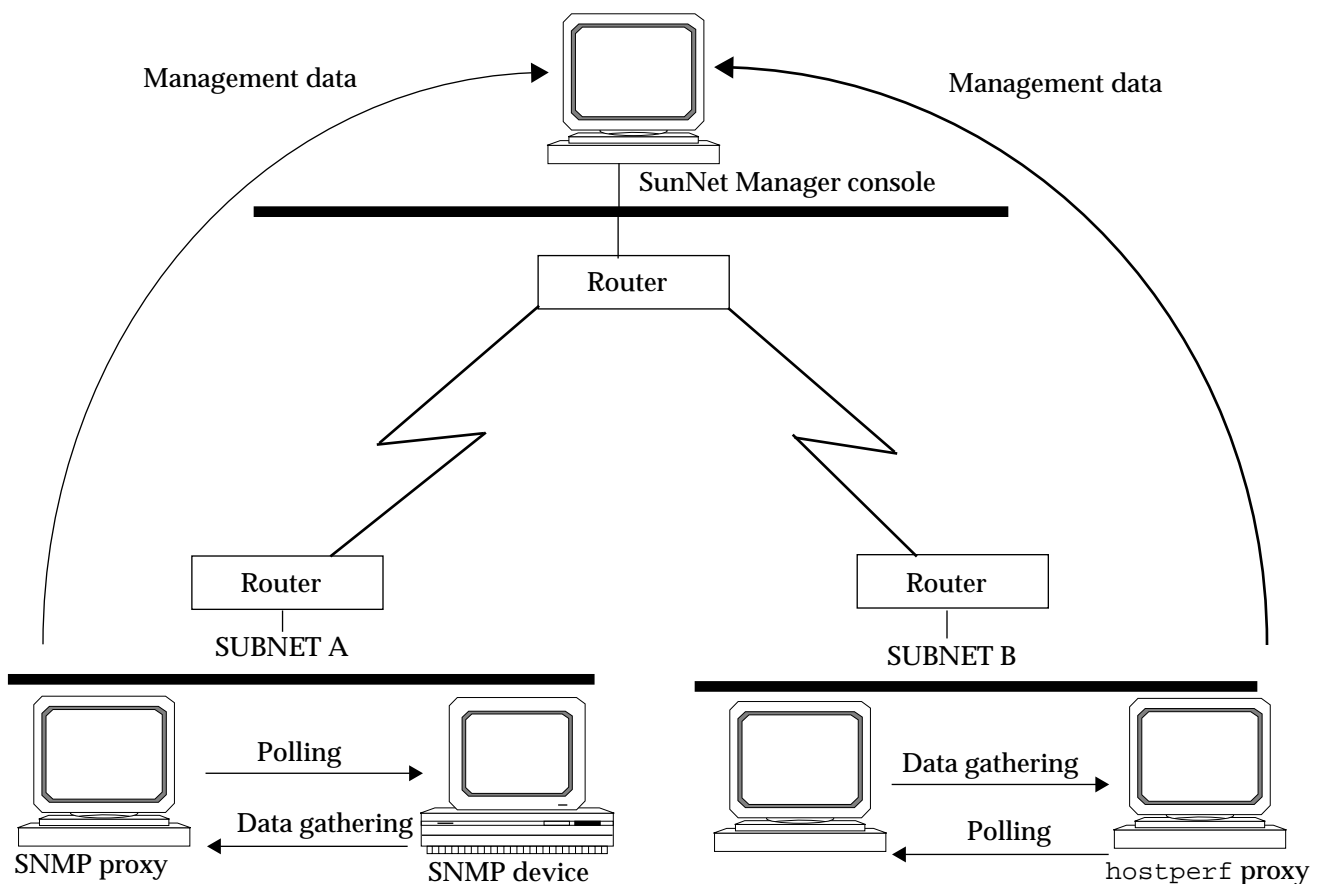 Management data
Management data
SunNet Manager console
Router
Router
Router
SUBNET A
SUBNET B
Polling
Data gathering
Data gathering
Polling
SNMP proxy
SNMP device
hostperf proxy